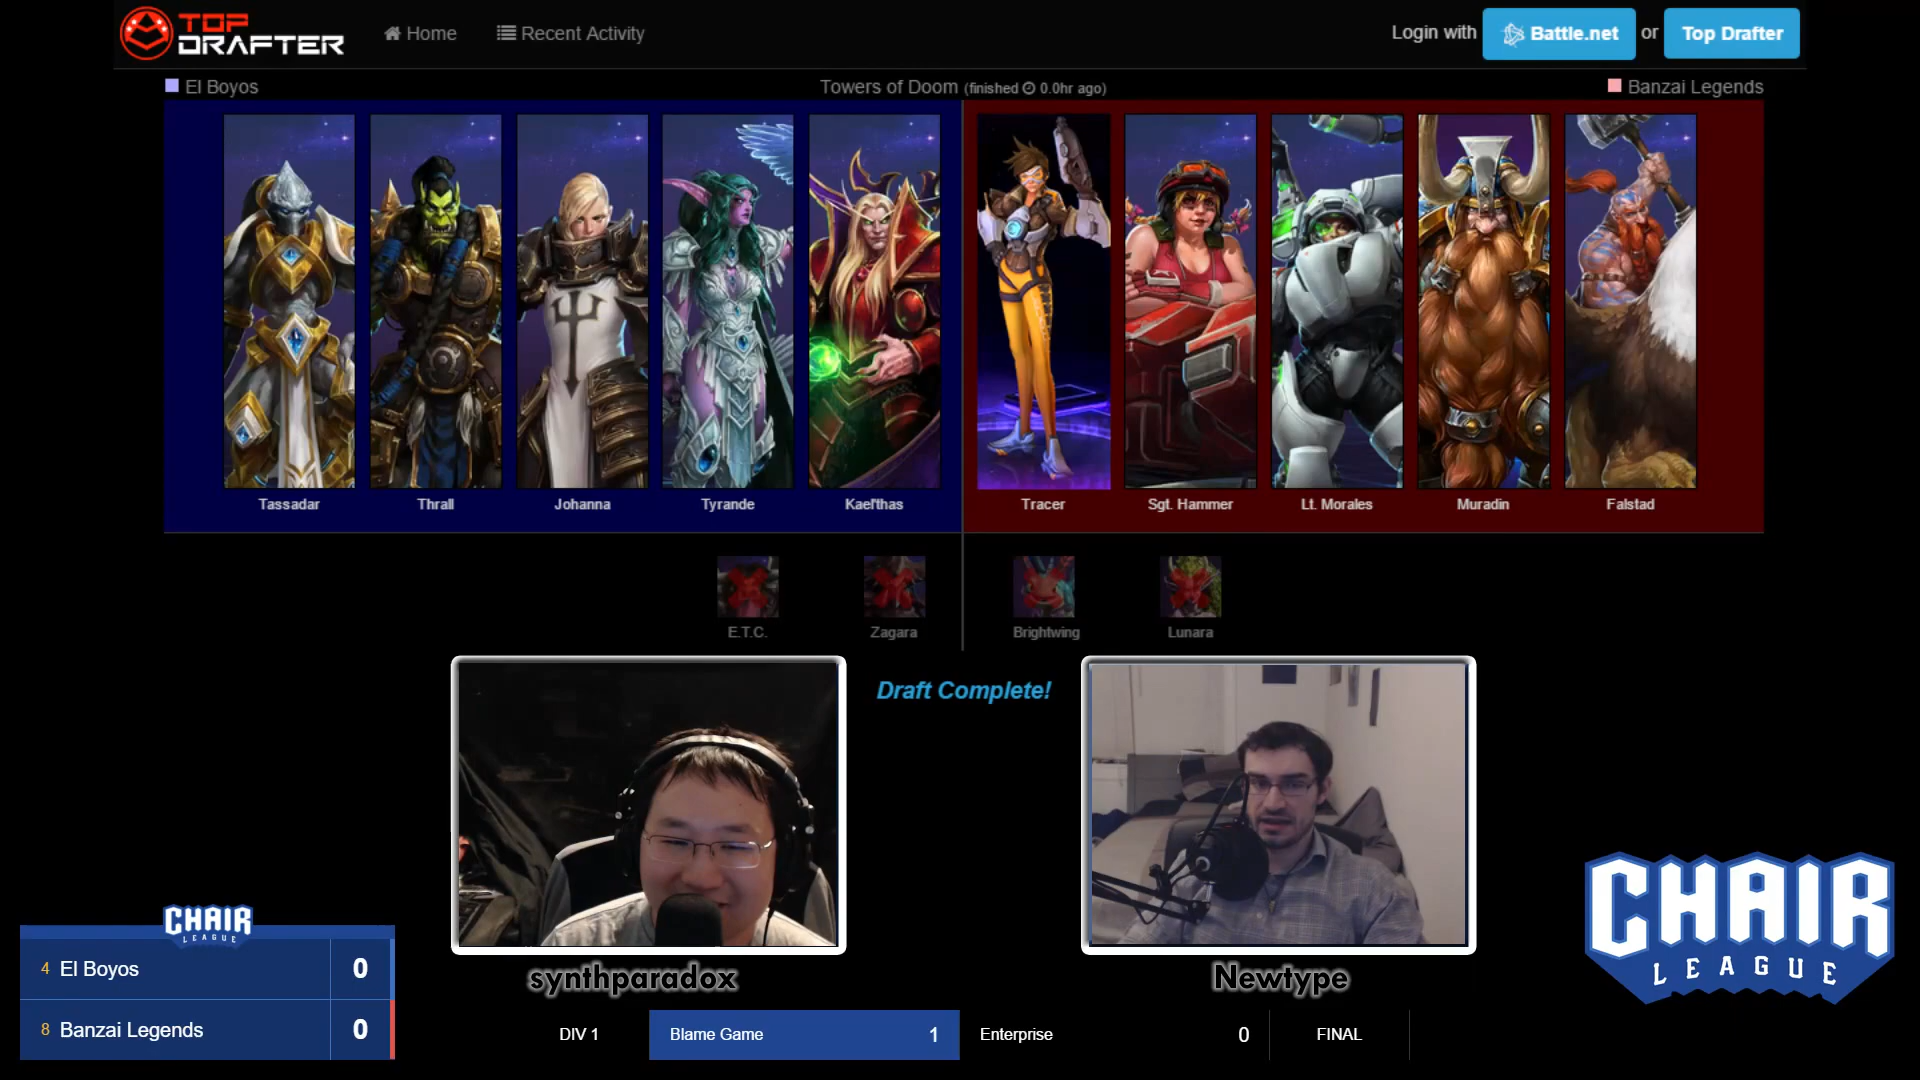 TOP DRAFTER
Home
Recent Activity
Login with Battle.net or Top Drafter
El Boyos
Towers of Doom (finished 0.0hr ago)
Banzai Legends
Tassadar
Thrall
Johanna
Tyrande
Kael'thas
Tracer
Sgt. Hammer
Lt. Morales
Muradin
Falstad
E.T.C.
Zagara
Brightwing
Lunara
Draft Complete!
synthparadox
Newtype
CHAIR
LEAGUE
4 El Boyos 0
8 Banzai Legends 0
DIV 1
Blame Game 1
Enterprise 0
FINAL
CHAIR
LEAGUE